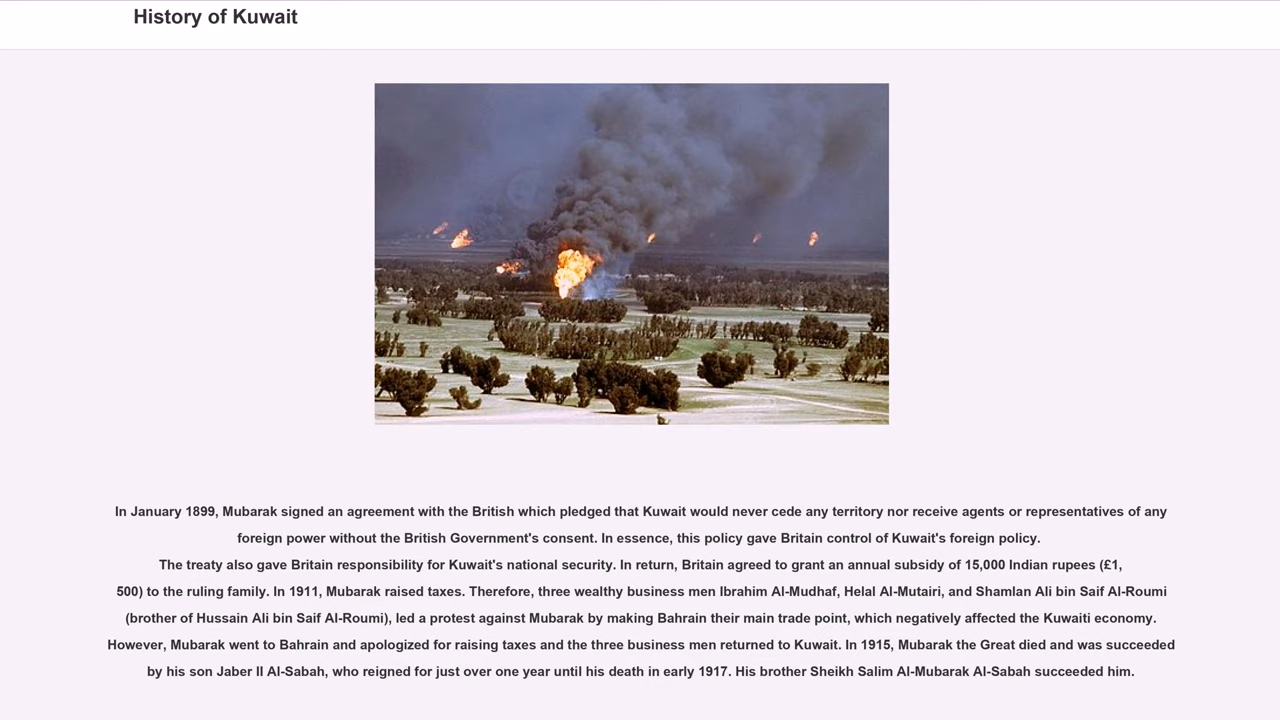 History of Kuwait
In January 1899, Mubarak signed an agreement with the British which pledged that Kuwait would never cede any territory nor receive agents or representatives of any
foreign power without the British Government's consent. In essence, this policy gave Britain control of Kuwait's foreign policy.
The treaty also gave Britain responsibility for Kuwait's national security. In return, Britain agreed to grant an annual subsidy of 15,000 Indian rupees (£1,
500) to the ruling family. In 1911, Mubarak raised taxes. Therefore, three wealthy business men Ibrahim Al-Mudhaf, Helal Al-Mutairi, and Shamlan Ali bin Saif Al-Roumi
(brother of Hussain Ali bin Saif Al-Roumi), led a protest against Mubarak by making Bahrain their main trade point, which negatively affected the Kuwaiti economy.
However, Mubarak went to Bahrain and apologized for raising taxes and the three business men returned to Kuwait. In 1915, Mubarak the Great died and was succeeded
by his son Jaber II Al-Sabah, who reigned for just over one year until his death in early 1917. His brother Sheikh Salim Al-Mubarak Al-Sabah succeeded him.